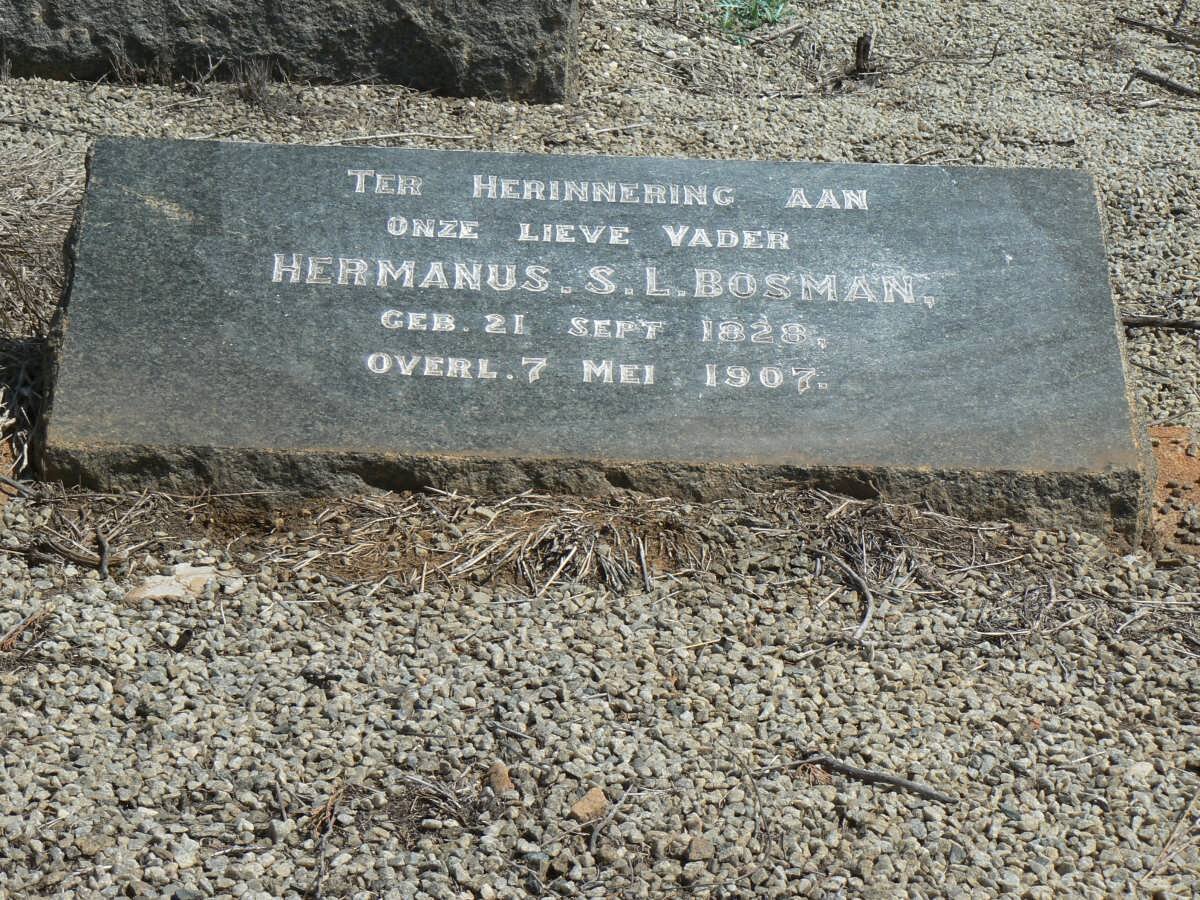 TER HERINNERING AAN
ONZE LIEVE VADER
HERMANUS. S. L. BOSMAN,
GEB. 21 SEPT 1828,
OVERL. 7 MEI 1907.